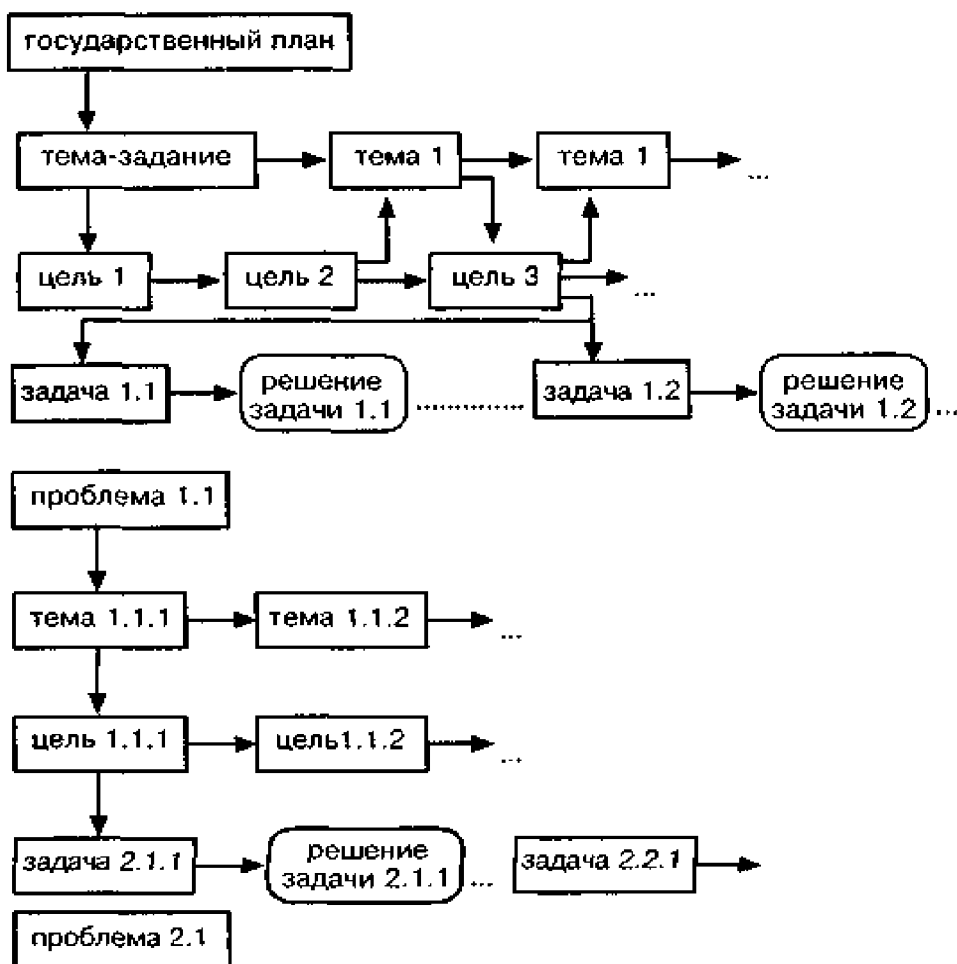 государственный план
тема-задание
тема 1
тема 1
...
цель 1
цель 2
цель 3
...
задача 1.1
решение
задачи 1.1
....................
задача 1.2
решение
задачи 1.2
...
проблема 1.1
тема 1.1.1
тема 1.1.2
...
цель 1.1.1
цель1.1.2
...
задача 2.1.1
решение
задачи 2.1.1
...
задача 2.2.1
проблема 2.1